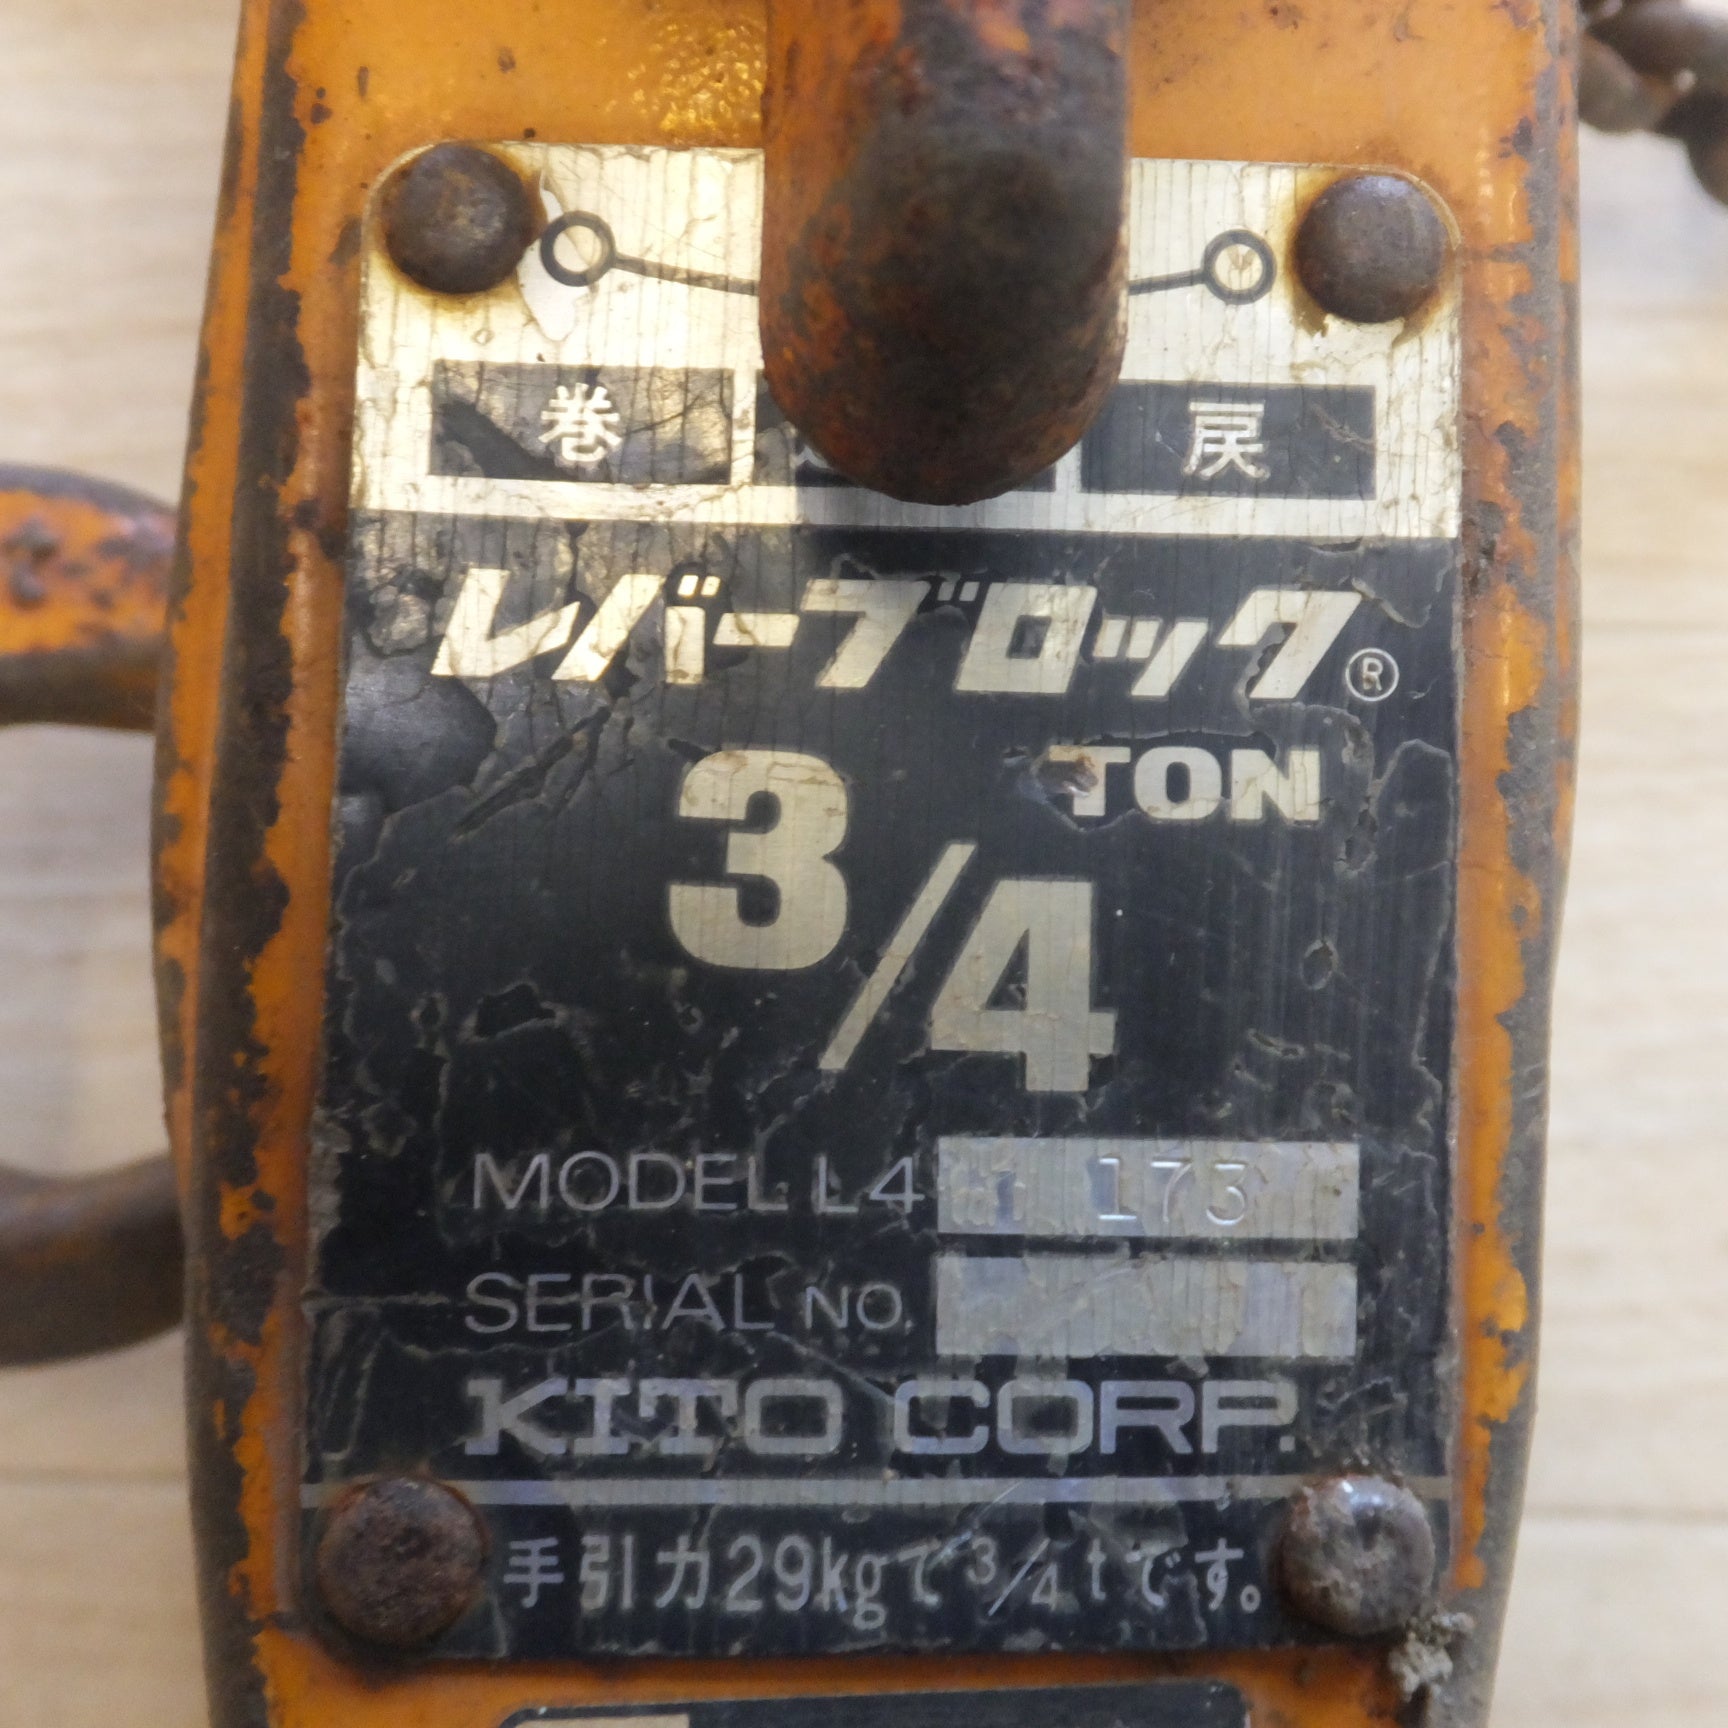 巻 戻
レバーブロック®
3/4 TON
MODEL L4 173
SERIAL NO.
KITO CORP.
手引力29kgで3/4tです。